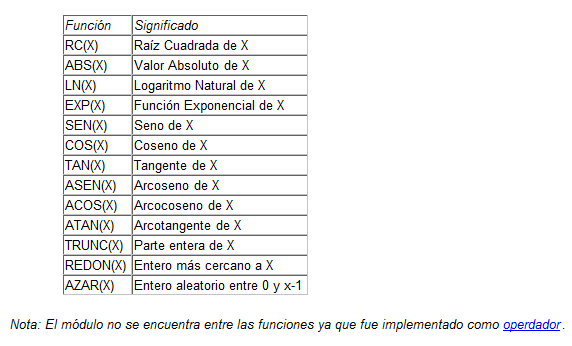 Función Significado
RC(X) Raíz Cuadrada de X
ABS(X) Valor Absoluto de X
LN(X) Logaritmo Natural de X
EXP(X) Función Exponencial de X
SEN(X) Seno de X
COS(X) Coseno de X
TAN(X) Tangente de X
ASEN(X) Arcoseno de X
ACOS(X) Arcocoseno de X
ATAN(X) Arcotangente de X
TRUNC(X) Parte entera de X
REDON(X) Entero más cercano a X
AZAR(X) Entero aleatorio entre 0 y x-1
Nota: El módulo no se encuentra entre las funciones ya que fue implementado como operdador.